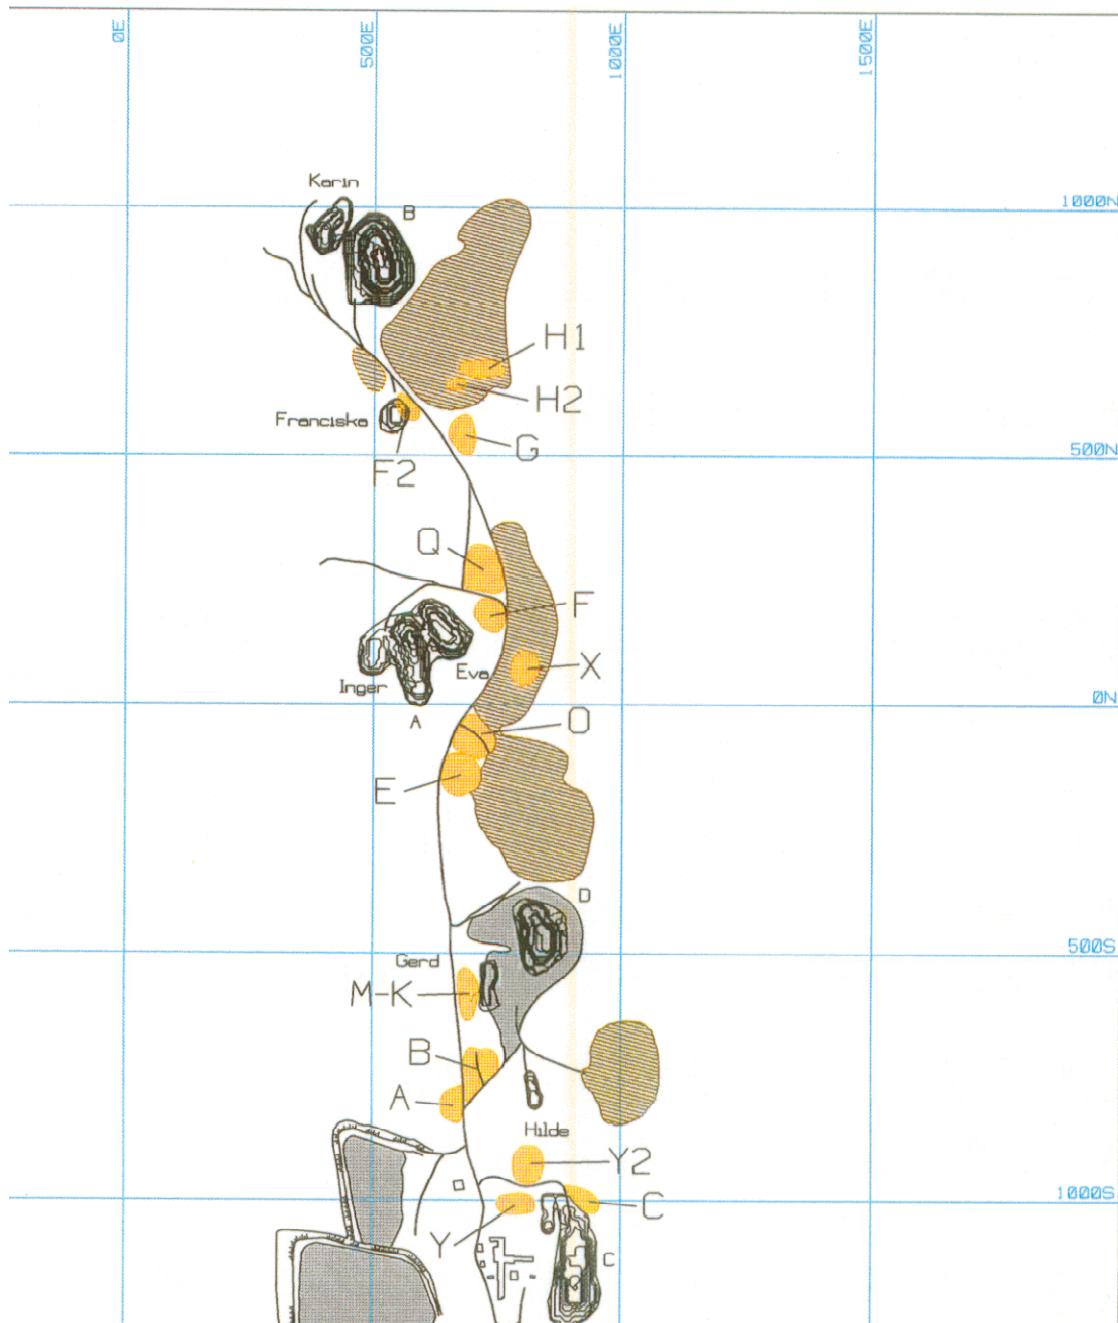 0E
500E
1000E
1500E
Karin
B
1000N
H1
H2
Franciska
G
500N
F2
Q
F
X
Eva
Inger
0N
A
O
E
D
500S
Gerd
M-K
B
A
Hilde
Y2
1000S
C
Y
C